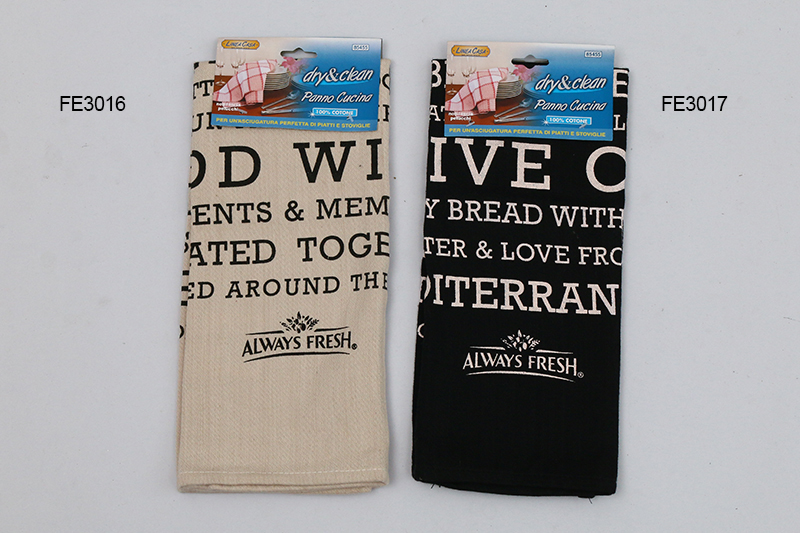 FE3016
LINEA CASA
85455
dry&clean
Panno Cucina
100% COTONE
PER UN'ASCIUGATURA PERFETTA DI PIATTI E STOVIGLIE
OD WI
ENTS & MEM
ATED TOGE
ED AROUND THE
ALWAYS FRESH®
FE3017
LINEA CASA
85455
dry&clean
Panno Cucina
100% COTONE
PER UN'ASCIUGATURA PERFETTA DI PIATTI E STOVIGLIE
IVE O
Y BREAD WITH
TER & LOVE FRO
DITERRAN
ALWAYS FRESH®